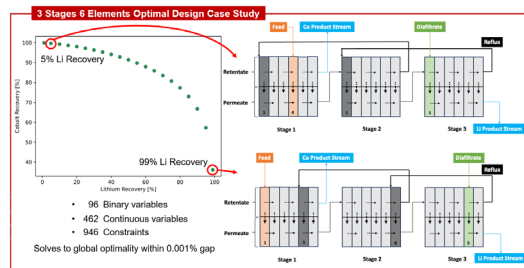 3 Stages 6 Elements Optimal Design Case Study
Cobalt Recovery [%]
100
90
80
70
60
50
40
0
20
40
60
80
100
Lithium Recovery [%]
5% Li Recovery
99% Li Recovery
• 96 Binary variables
• 462 Continuous variables
• 946 Constraints
Solves to global optimality within 0.001% gap
Feed
Co Product Stream
Diafiltrate
Reflux
Retentate
Permeate
Stage 1
Stage 2
Stage 3
Li Product Stream
Feed
Co Product Stream
Diafiltrate
Reflux
Retentate
Permeate
Stage 1
Stage 2
Stage 3
Li Product Stream